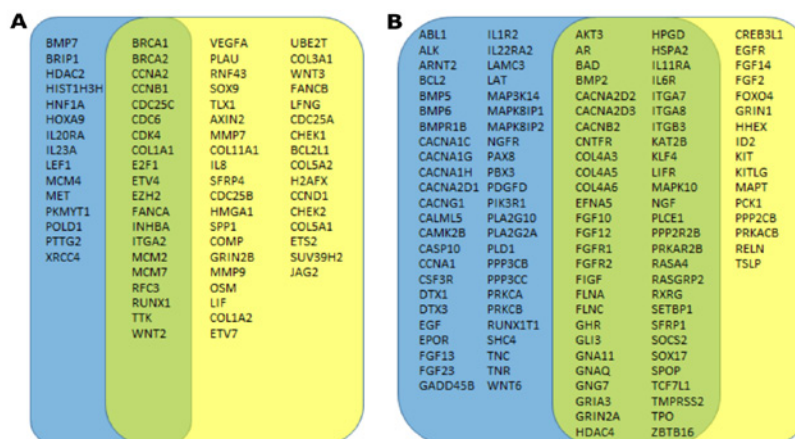 A
BMP7
BRIP1
HDAC2
HIST1H3H
HNF1A
HOXA9
IL20RA
IL23A
LEF1
MCM4
MET
PKMYT1
POLD1
PTTG2
XRCC4
BRCA1
BRCA2
CCNA2
CCNB1
CDC25C
CDC6
CDK4
COL1A1
E2F1
ETV4
EZH2
FANCA
INHBA
ITGA2
MCM2
MCM7
RFC3
RUNX1
TTK
WNT2
VEGFA
PLAU
RNF43
SOX9
TLX1
AXIN2
MMP7
COL11A1
IL8
SFRP4
CDC25B
HMGA1
SPP1
COMP
GRIN2B
MMP9
OSM
LIF
COL1A2
ETV7
UBE2T
COL3A1
WNT3
FANCB
LFNG
CDC25A
CHEK1
BCL2L1
COL5A2
H2AFX
CCND1
CHEK2
COL5A1
ETS2
SUV39H2
JAG2
B
ABL1
ALK
ARNT2
BCL2
BMP5
BMP6
BMPR1B
CACNA1C
CACNA1G
CACNA1H
CACNA2D1
CACNG1
CALML5
CAMK2B
CASP10
CCNA1
CSF3R
DTX1
DTX3
EGF
EPOR
FGF13
FGF23
GADD45B
IL1R2
IL22RA2
LAMC3
LAT
MAP3K14
MAPK8IP1
MAPK8IP2
NGFR
PAX8
PBX3
PDGFD
PIK3R1
PLA2G10
PLA2G2A
PLD1
PPP3CB
PPP3CC
PRKCA
PRKCB
RUNX1T1
SHC4
TNC
TNR
WNT6
AKT3
AR
BAD
BMP2
CACNA2D2
CACNA2D3
CACNB2
CNTFR
COL4A3
COL4A5
COL4A6
EFNA5
FGF10
FGF12
FGFR1
FGFR2
FIGF
FLNA
FLNC
GHR
GLI3
GNA11
GNAQ
GNG7
GRIA3
GRIN2A
HDAC4
HPGD
HSPA2
IL11RA
IL6R
ITGA7
ITGA8
ITGB3
KAT2B
KLF4
LIFR
MAPK10
NGF
PLCE1
PPP2R2B
PRKAR2B
RASA4
RASGRP2
RXRG
SETBP1
SFRP1
SOCS2
SOX17
SPOP
TCF7L1
TMPRSS2
TPO
ZBTB16
CREB3L1
EGFR
FGF14
FGF2
FOXO4
GRIN1
HHEX
ID2
KIT
KITLG
MAPT
PCK1
PPP2CB
PRKACB
RELN
TSLP